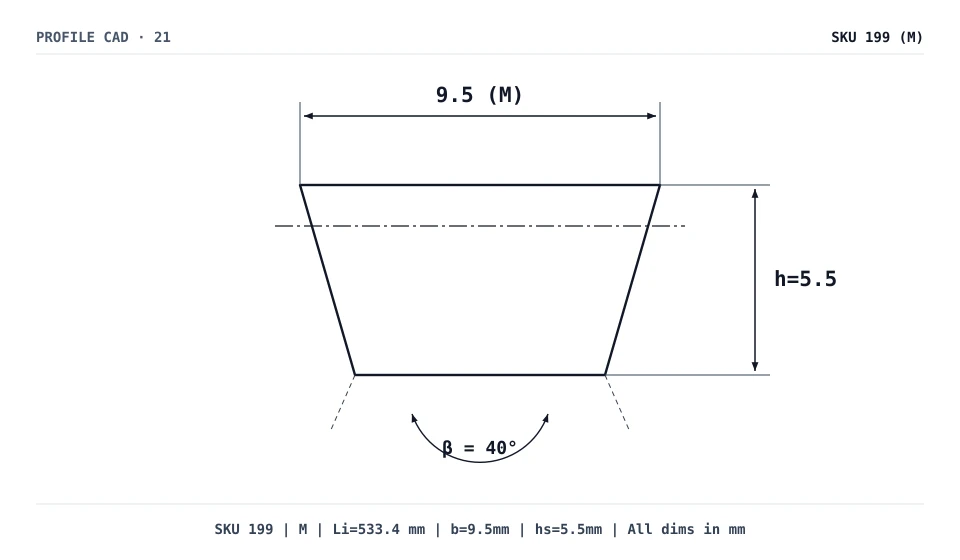 PROFILE CAD · 21
SKU 199 (M)
9.5 (M)
h=5.5
β = 40°
SKU 199 | M | Li=533.4 mm | b=9.5mm | hs=5.5mm | All dims in mm